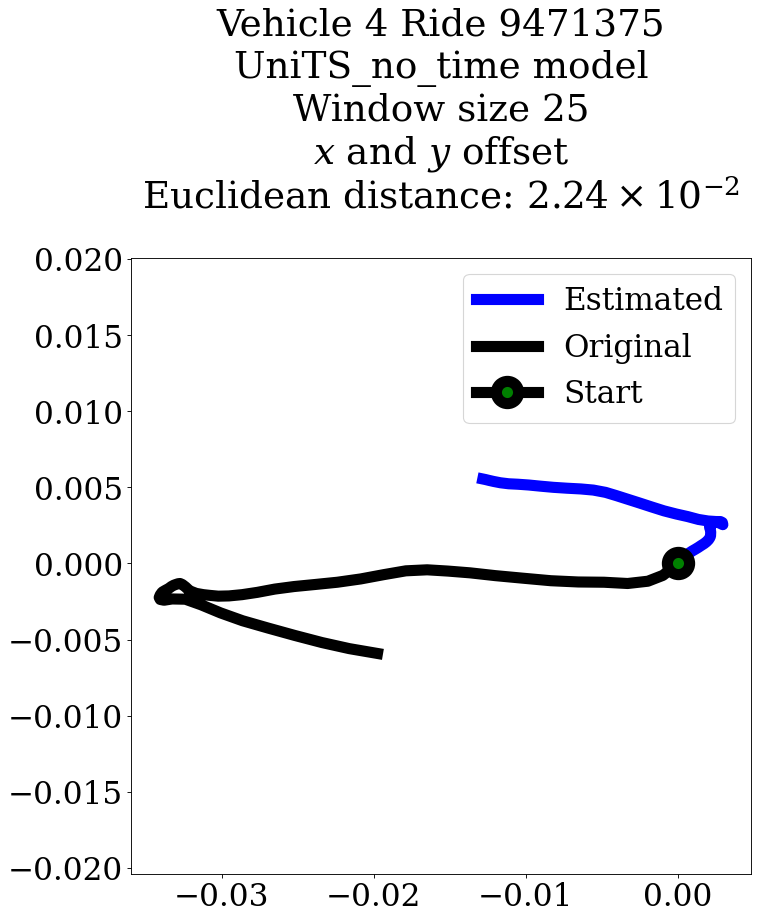 Vehicle 4 Ride 9471375
UniTS_no_time model
Window size 25
x and y offset
Euclidean distance: 2.24 × 10⁻²
Estimated
Original
Start
0.020
0.015
0.010
0.005
0.000
−0.005
−0.010
−0.015
−0.020
−0.03
−0.02
−0.01
0.00